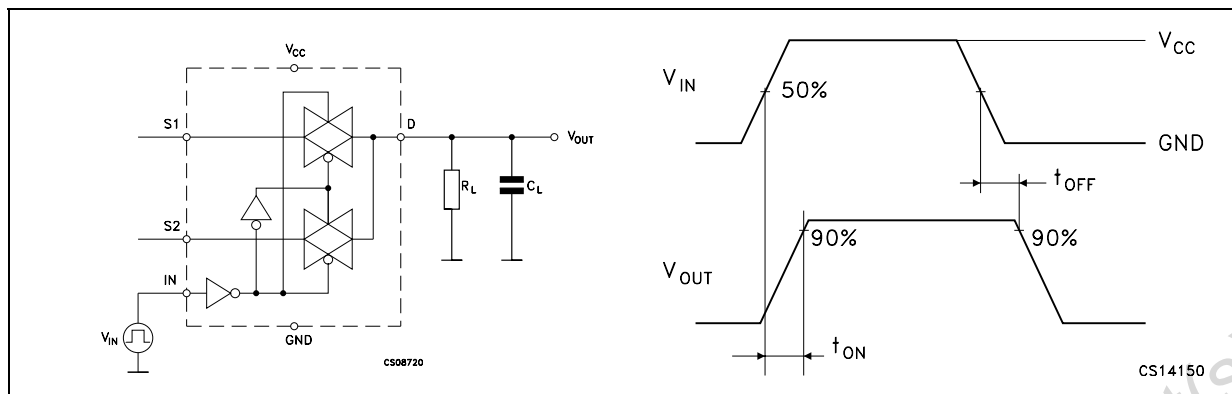 VCC
S1
D
VOUT
RL
CL
S2
IN
VIN
GND
CS08720
VIN
50%
VCC
GND
tOFF
90%
90%
VOUT
tON
CS14150